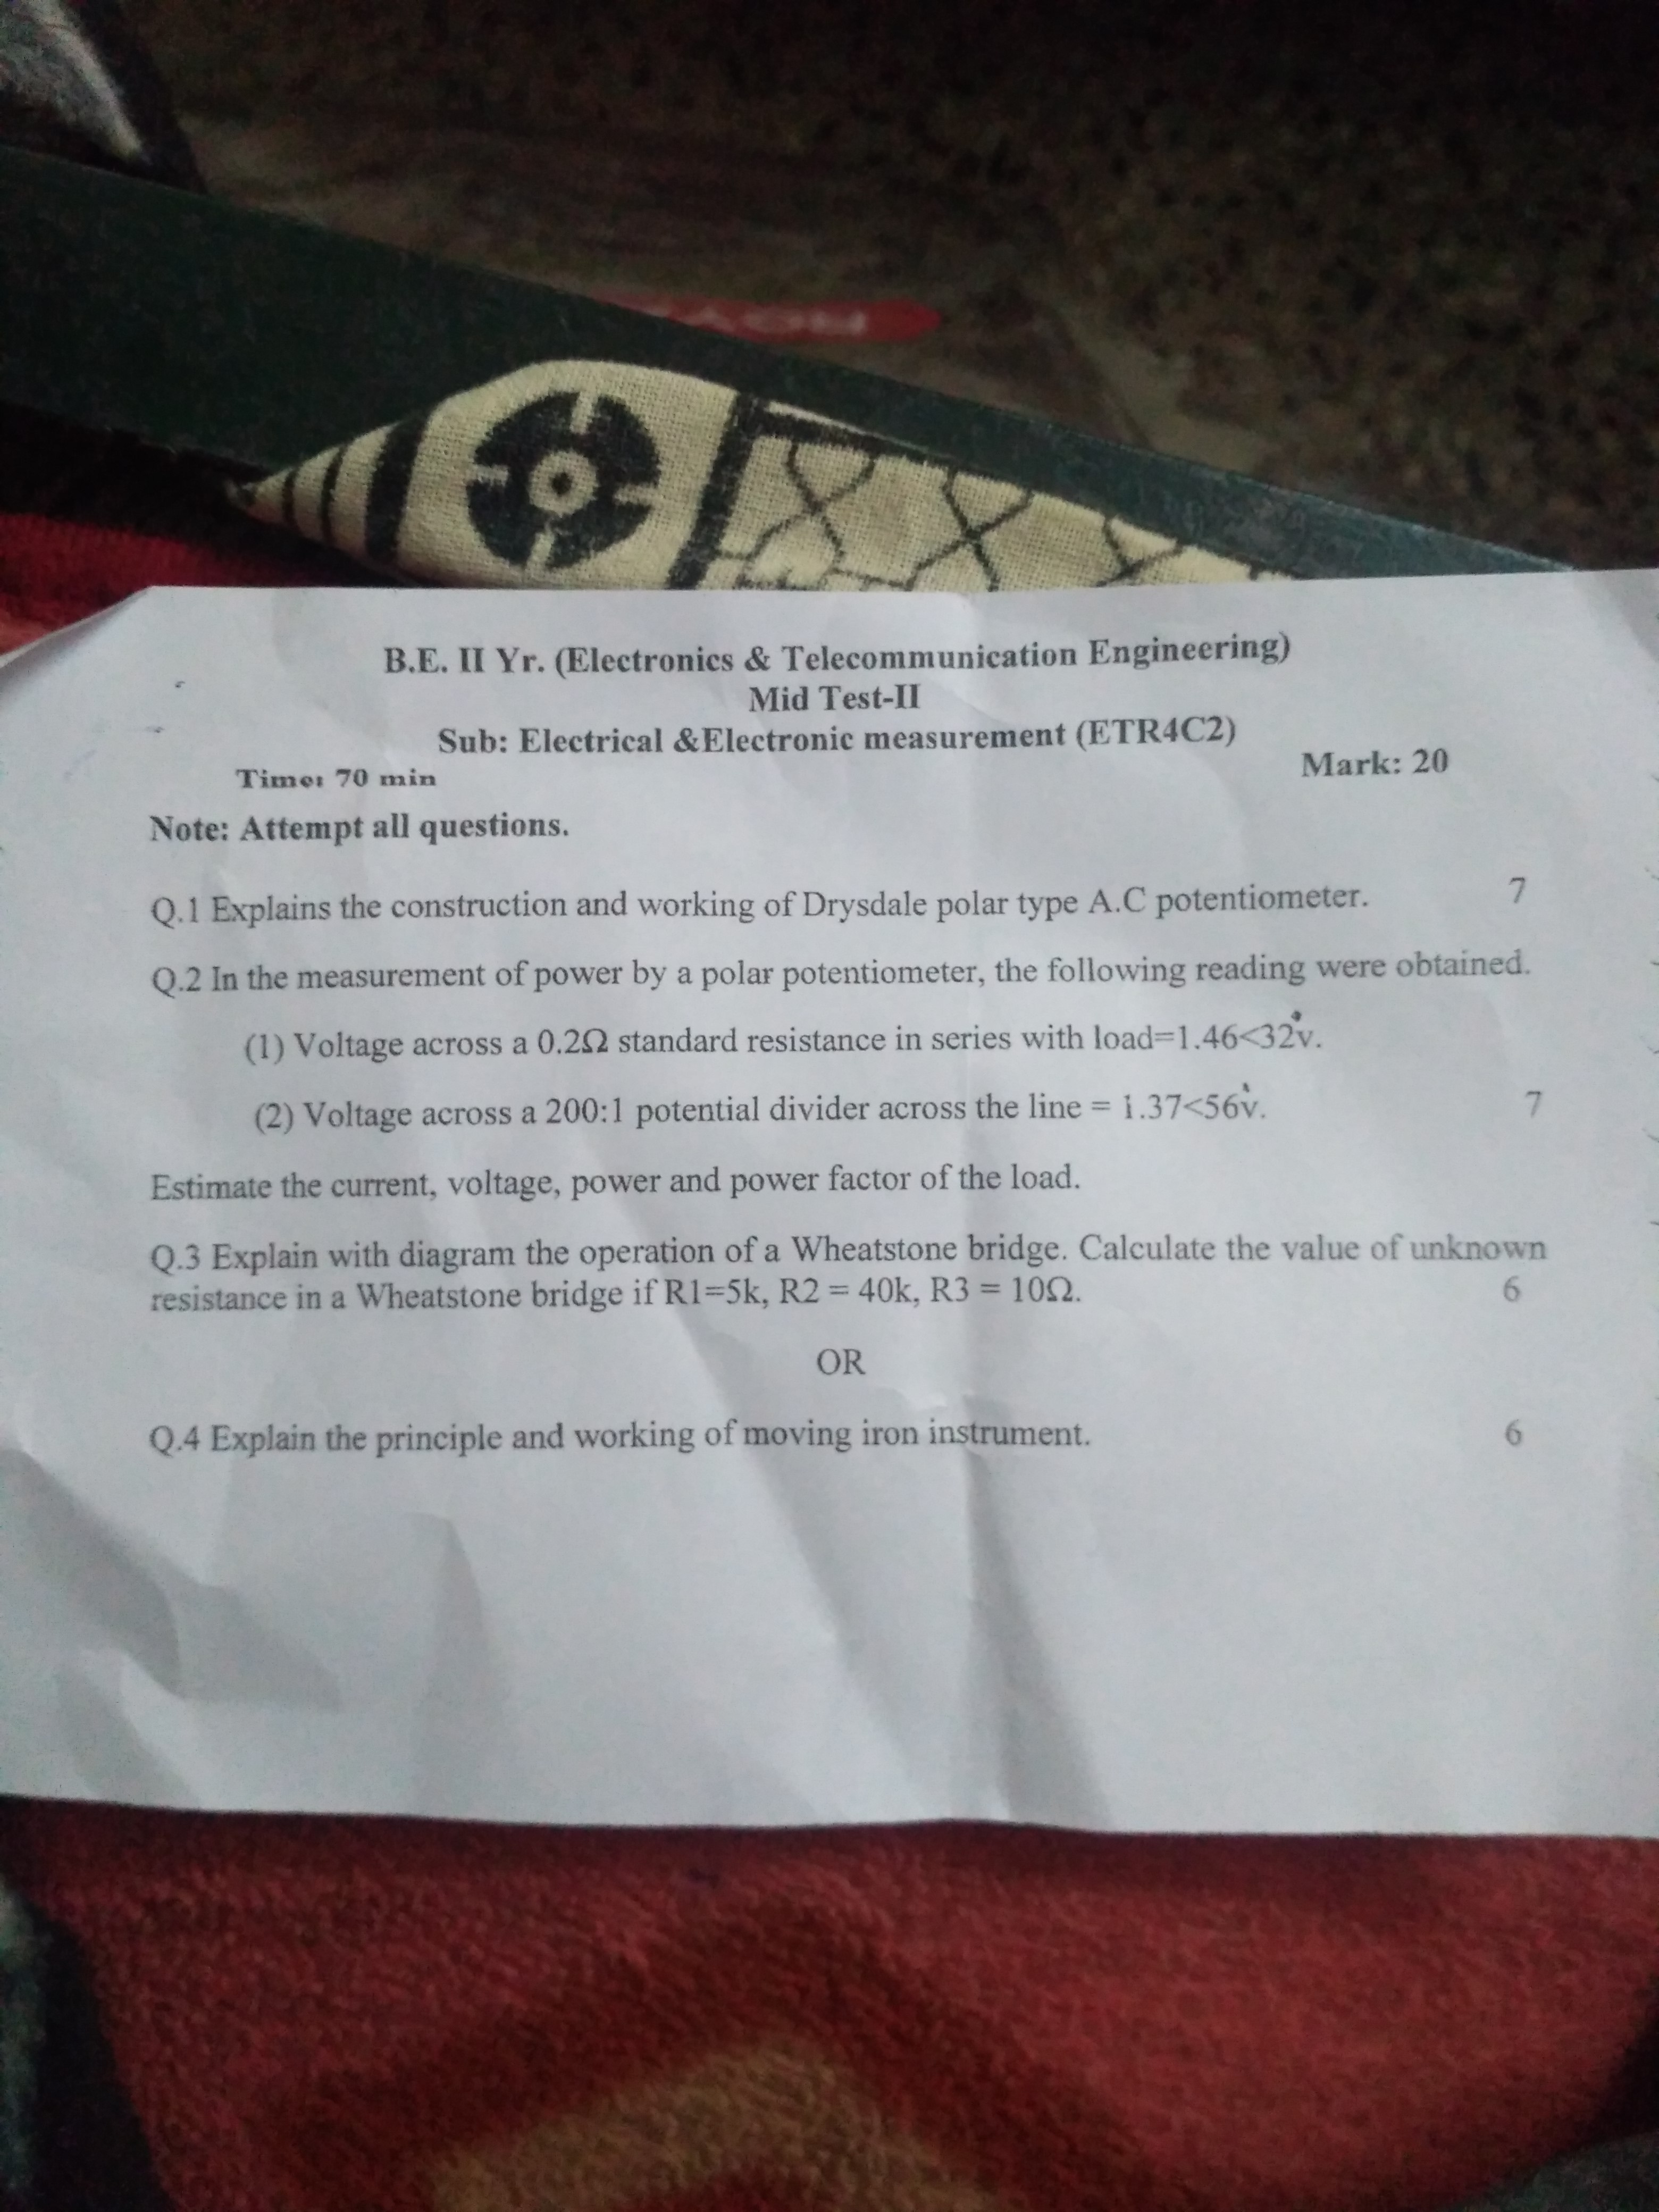 B.E. II Yr. (Electronics & Telecommunication Engineering)
Mid Test-II
Sub: Electrical &Electronic measurement (ETR4C2)
Time: 70 min Mark: 20
Note: Attempt all questions.
Q.1 Explains the construction and working of Drysdale polar type A.C potentiometer. 7
Q.2 In the measurement of power by a polar potentiometer, the following reading were obtained.
(1) Voltage across a 0.2Ω standard resistance in series with load=1.46<32°v.
(2) Voltage across a 200:1 potential divider across the line = 1.37<56°v. 7
Estimate the current, voltage, power and power factor of the load.
Q.3 Explain with diagram the operation of a Wheatstone bridge. Calculate the value of unknown
resistance in a Wheatstone bridge if R1=5k, R2 = 40k, R3 = 10Ω. 6
OR
Q.4 Explain the principle and working of moving iron instrument. 6